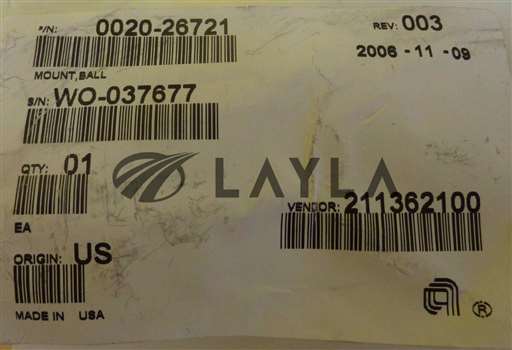 P/N: 0020-26721
REV: 003
MOUNT,BALL
2006-11-09
S/N: WO-037677
QTY: 01
LAYLA
EA
VENDOR: 211362100
ORIGIN: US
MADE IN USA
®